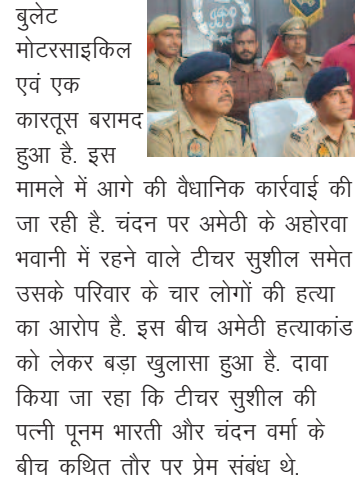 बुलेट
मोटरसाइकिल
एवं एक
कारतूस बरामद
हुआ है. इस
मामले में आगे की वैधानिक कार्रवाई की
जा रही है. चंदन पर अमेठी के अहोरवा
भवानी में रहने वाले टीचर सुशील समेत
उसके परिवार के चार लोगों की हत्या
का आरोप है. इस बीच अमेठी हत्याकांड
को लेकर बड़ा खुलासा हुआ है. दावा
किया जा रहा कि टीचर सुशील की
पत्नी पूनम भारती और चंदन वर्मा के
बीच कथित तौर पर प्रेम संबंध थे.